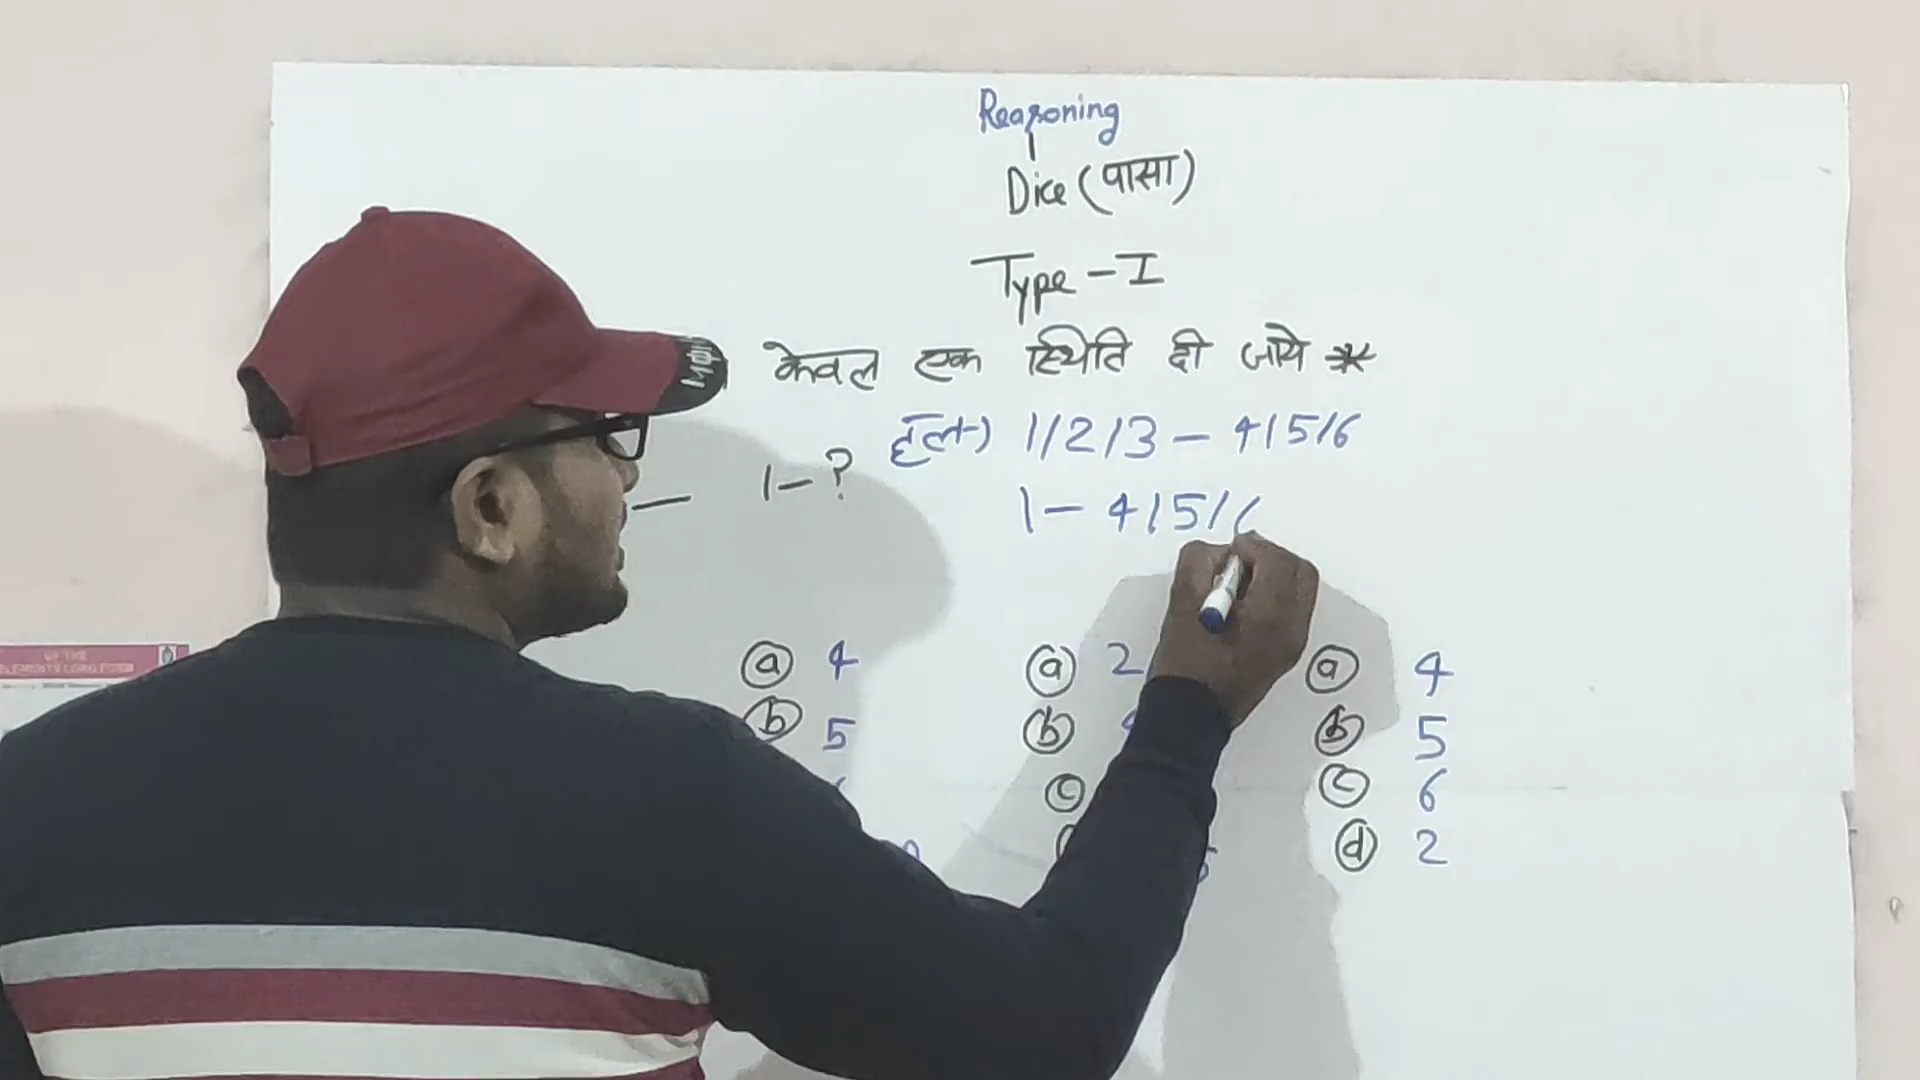 Reasoning
Dice (पासा)
Type - I
केवल एक स्थिति दी जाये *
हल→) 1/2/3 - 4/5/6
1 - ?
1 - 4/5/6
(a) 4
(b) 5
(a) 2
(b)
(c)
(a) 4
(b) 5
(c) 6
(d) 2